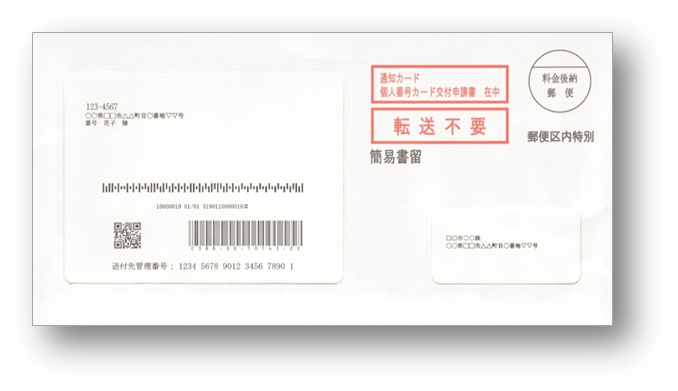 123-4567
○○県□□市△△町目○番地▽▽号
番号 花子 様
10000019 01/01 3190110000019#
送付先管理番号： 1234 5678 9012 3456 7890 1
通知カード
個人番号カード交付申請書 在中
転送不要
簡易書留
料金後納
郵便
郵便区内特別
□□市○○課
○○県□□市△△町目○番地▽▽号